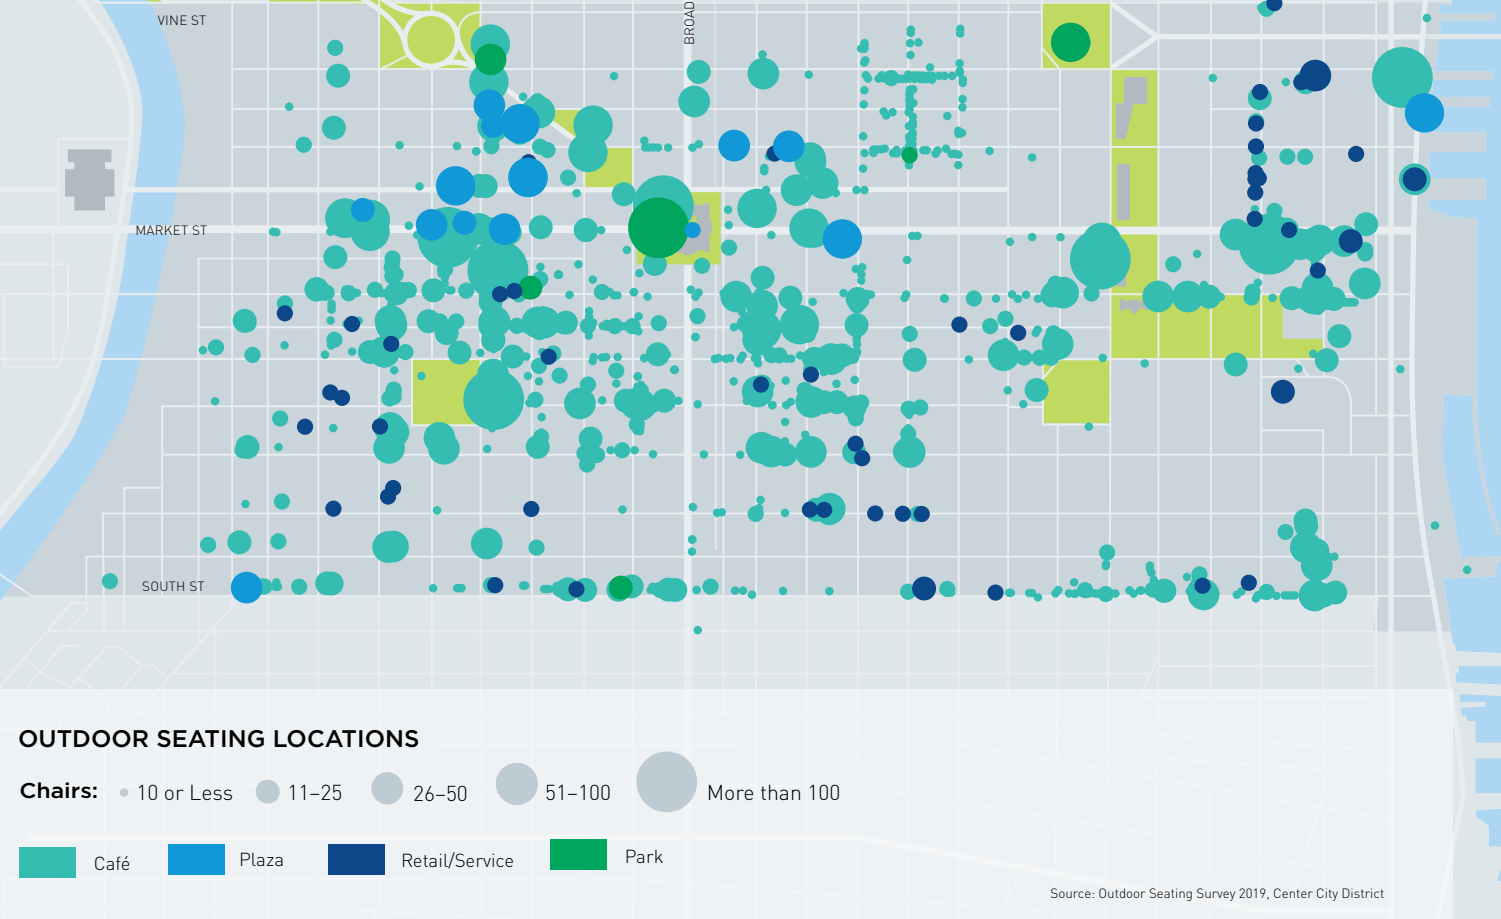 VINE ST
BROAD
MARKET ST
SOUTH ST
OUTDOOR SEATING LOCATIONS
Chairs: 10 or Less 11–25 26–50 51–100 More than 100
Café Plaza Retail/Service Park
Source: Outdoor Seating Survey 2019, Center City District